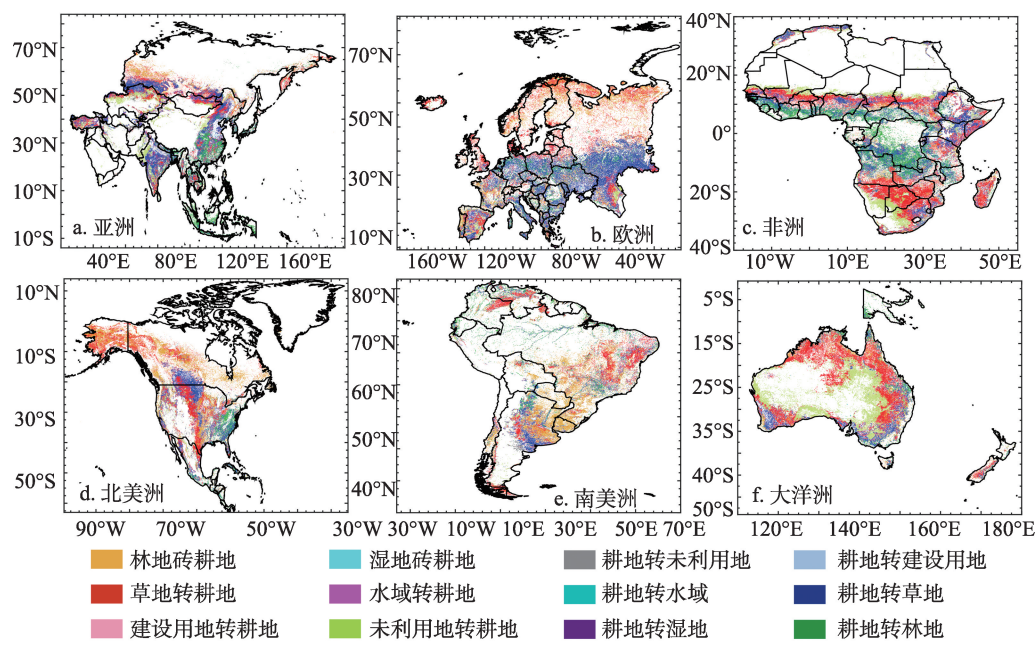 70°N
50°N
30°N
10°N
10°S
a. 亚洲
40°E 80°E 120°E 160°E
70°N
60°N
50°N
40°N
30°N
10°N
b. 欧洲
160°W 120°W 80°W 40°W
40°N
20°N
0°
20°S
40°S
c. 非洲
10°W 10°E 30°E 50°E
10°N
10°S
30°S
50°S
d. 北美洲
90°W 70°W 50°W 30°W
80°N
70°N
60°N
50°N
40°N
e. 南美洲
30°W 10°W 10°E 30°E 50°E 70°E
5°S
15°S
25°S
35°S
40°S
50°S
f. 大洋洲
120°E 140°E 160°E 180°E
林地砖耕地 湿地砖耕地 耕地转未利用地 耕地转建设用地
草地转耕地 水域转耕地 耕地转水域 耕地转草地
建设用地转耕地 未利用地转耕地 耕地转湿地 耕地转林地